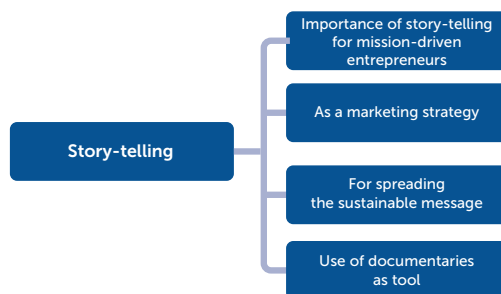 Story-telling
Importance of story-telling
for mission-driven
entrepreneurs
As a marketing strategy
For spreading
the sustainable message
Use of documentaries
as tool